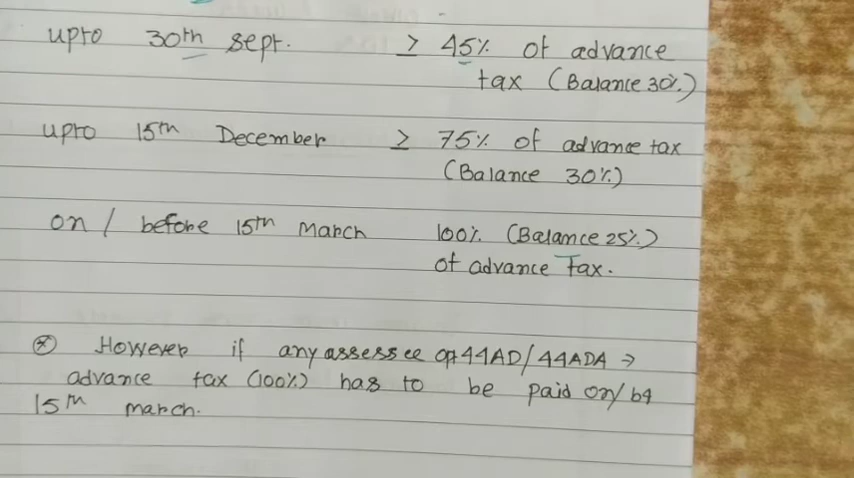 upto 30th sept. ≥ 45% of advance
tax (Balance 30%)
upto 15th December ≥ 75% of advance tax
(Balance 30%)
on / before 15th March 100% (Balance 25%)
of advance Tax.
* However if any assessee opt 44AD/44ADA →
advance tax (100%) has to be paid on/b4
15th march.